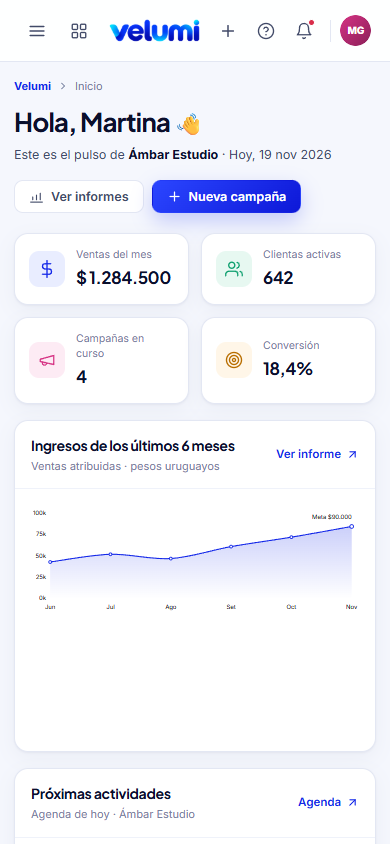 velumi
MG
Velumi > Inicio
Hola, Martina 👋
Este es el pulso de Ámbar Estudio · Hoy, 19 nov 2026
Ver informes
Nueva campaña
Ventas del mes
$1.284.500
Clientas activas
642
Campañas en
curso
4
Conversión
18,4%
Ingresos de los últimos 6 meses
Ventas atribuidas · pesos uruguayos
Ver informe
100k
75k
50k
25k
0k
Meta $90.000
Jun
Jul
Ago
Set
Oct
Nov
Próximas actividades
Agenda de hoy · Ámbar Estudio
Agenda